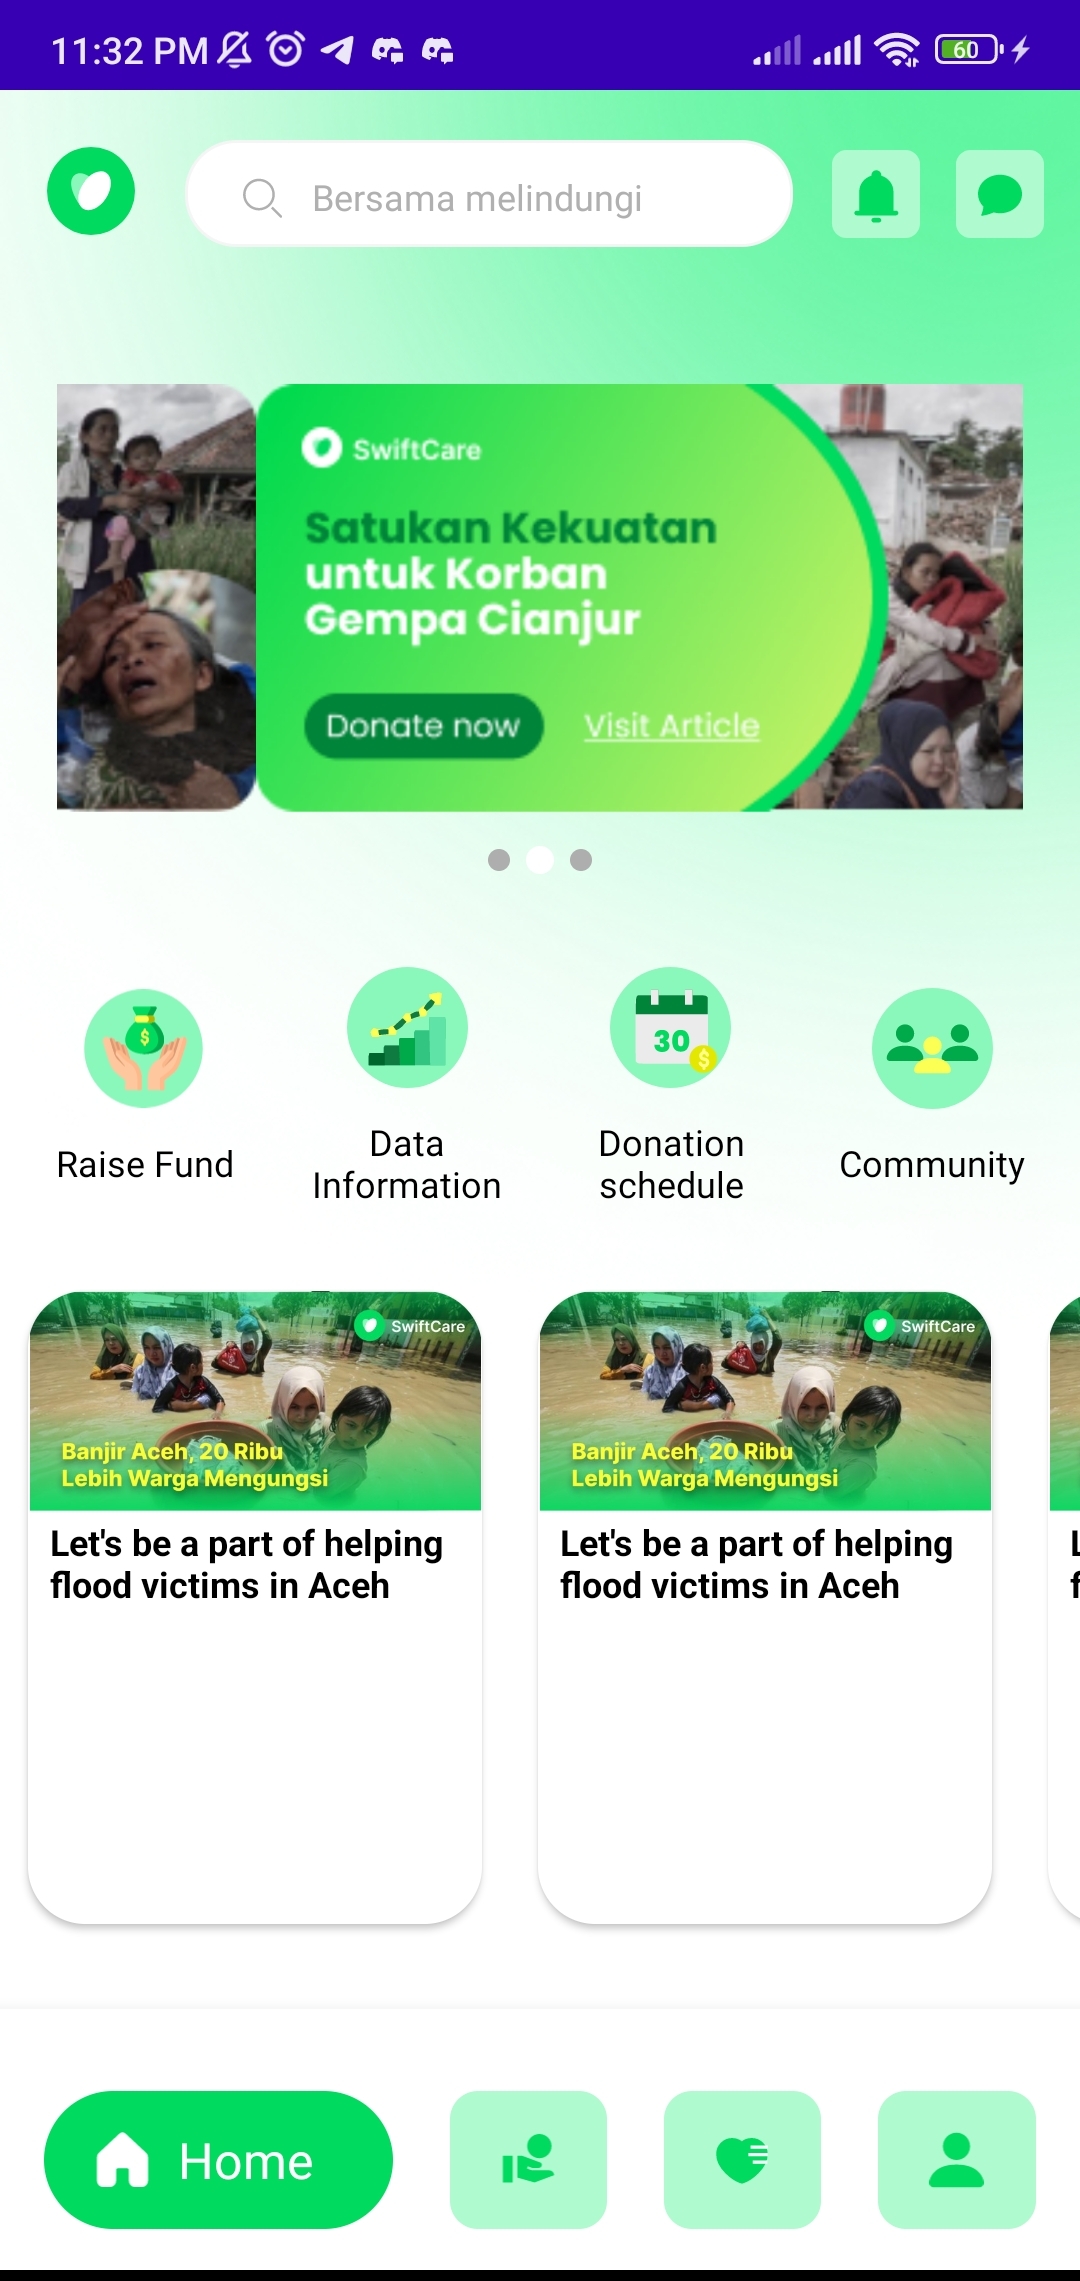 11:32 PM
60
Bersama melindungi
SwiftCare
Satukan Kekuatan
untuk Korban
Gempa Cianjur
Donate now
Visit Article
$
30
$
Raise Fund
Data
Information
Donation
schedule
Community
SwiftCare
Banjir Aceh, 20 Ribu
Lebih Warga Mengungsi
Let's be a part of helping
flood victims in Aceh
SwiftCare
Banjir Aceh, 20 Ribu
Lebih Warga Mengungsi
Let's be a part of helping
flood victims in Aceh
Home